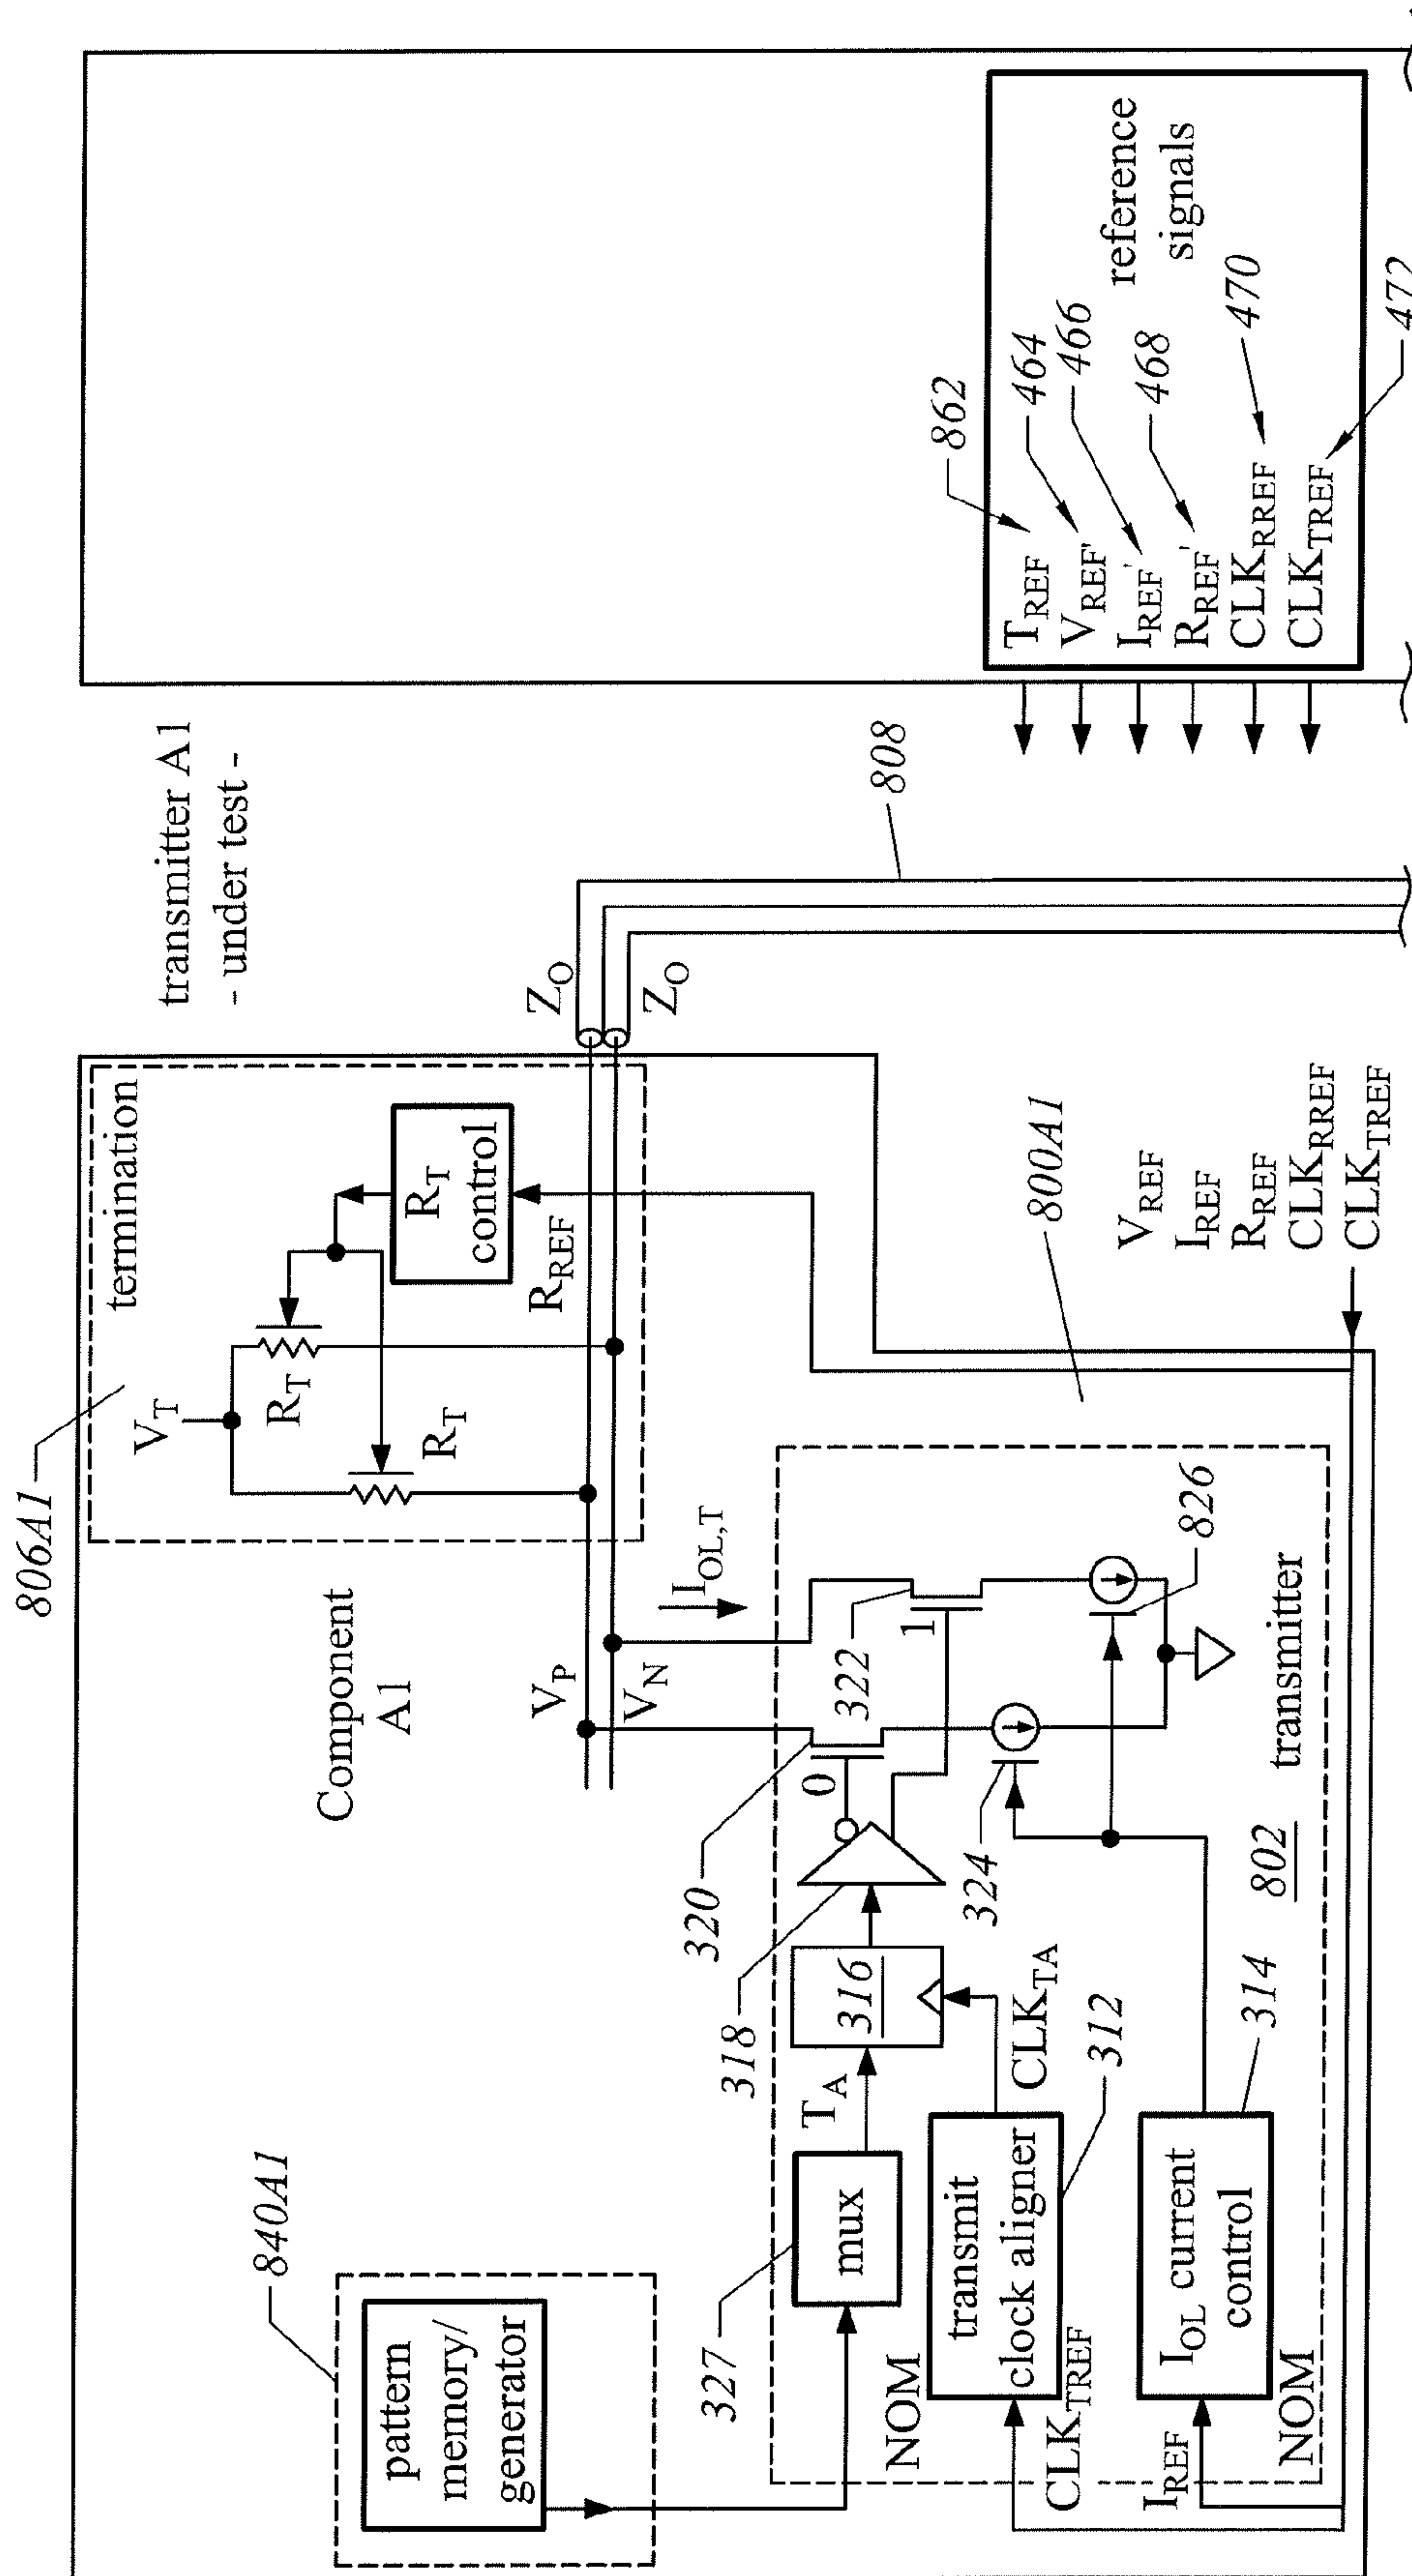 806A1
V_T
R_T
R_T
termination
R_T
control
R_REF
transmitter A1
- under test -
Z_O
Z_O
808
Component
A1
V_P
V_N
I_OL,T
840A1
pattern
memory/
generator
327
mux
T_A
318
316
320
0
322
1
324
826
NOM
transmit
clock aligner
CLK_TREF
CLK_TA
312
I_OL current
control
I_REF
NOM
314
802
transmitter
800A1
V_REF
I_REF
R_REF
CLK_RREF
CLK_TREF
862
T_REF
464
V_REF'
466
I_REF'
468
R_REF'
470
CLK_RREF
472
CLK_TREF
reference
signals